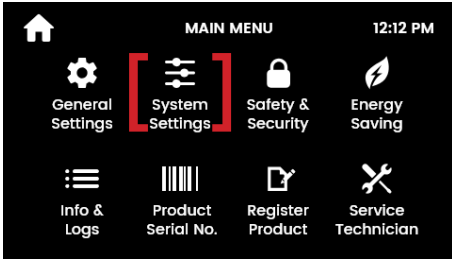 MAIN MENU
12:12 PM
General
Settings
System
Settings
Safety &
Security
Energy
Saving
Info &
Logs
Product
Serial No.
Register
Product
Service
Technician